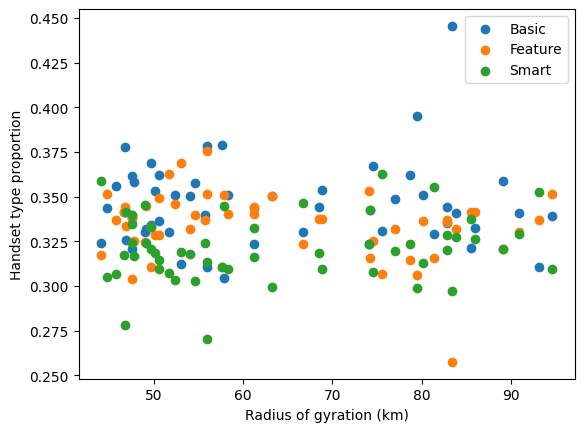 0.450
0.425
0.400
0.375
0.350
0.325
0.300
0.275
0.250
Handset type proportion
Basic
Feature
Smart
50 60 70 80 90
Radius of gyration (km)